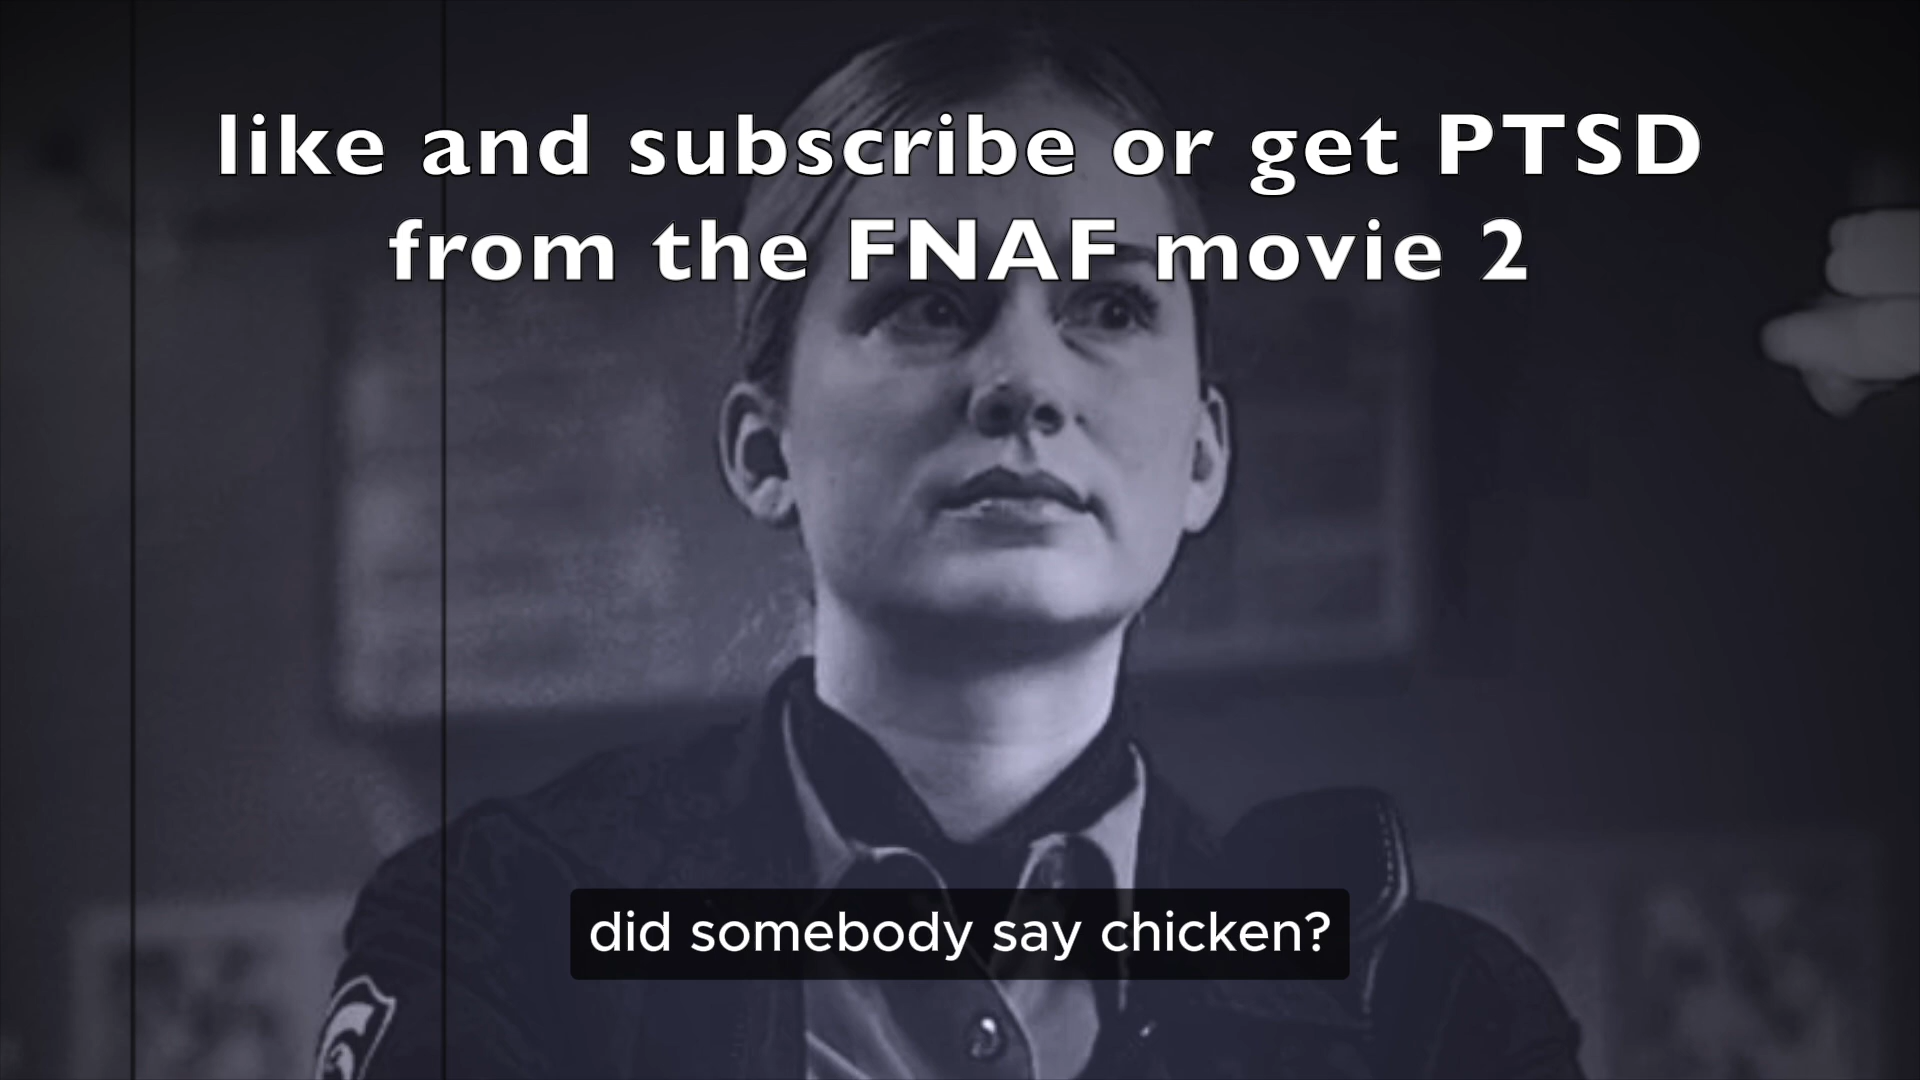 like and subscribe or get PTSD
from the FNAF movie 2
did somebody say chicken?